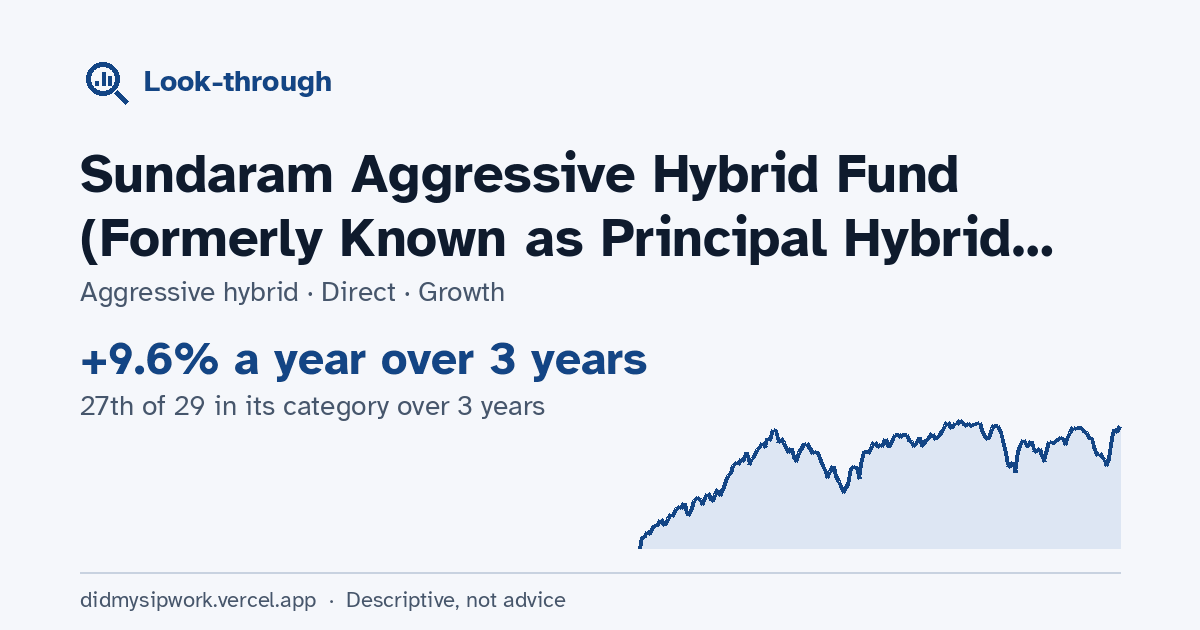 Look-through
Sundaram Aggressive Hybrid Fund
(Formerly Known as Principal Hybrid...
Aggressive hybrid · Direct · Growth
+9.6% a year over 3 years
27th of 29 in its category over 3 years
didmysipwork.vercel.app · Descriptive, not advice